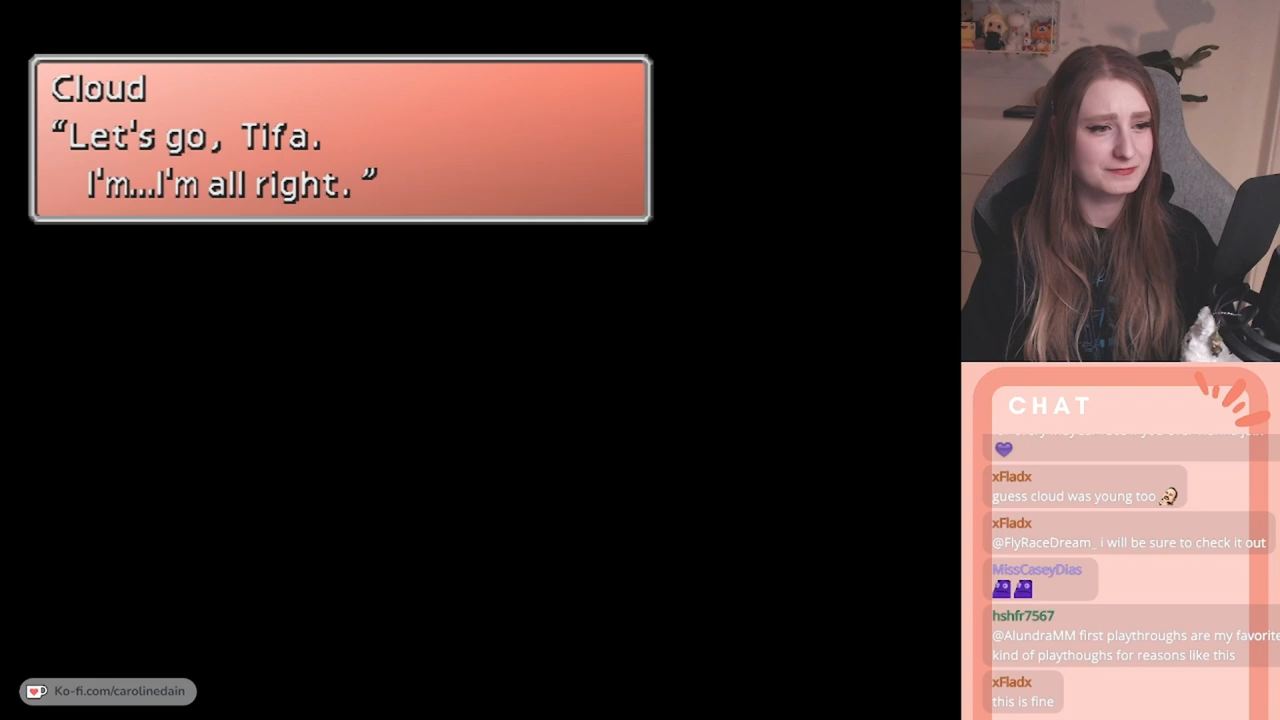 Cloud
“Let's go, Tifa.
I'm...I'm all right.”
CHAT
xFladx
guess cloud was young too
xFladx
@FlyRaceDream_ i will be sure to check it out
MissCaseyDias
hshfr7567
@AlundraMM first playthroughs are my favorite
kind of playthoughs for reasons like this
xFladx
this is fine
Ko-fi.com/carolinedain